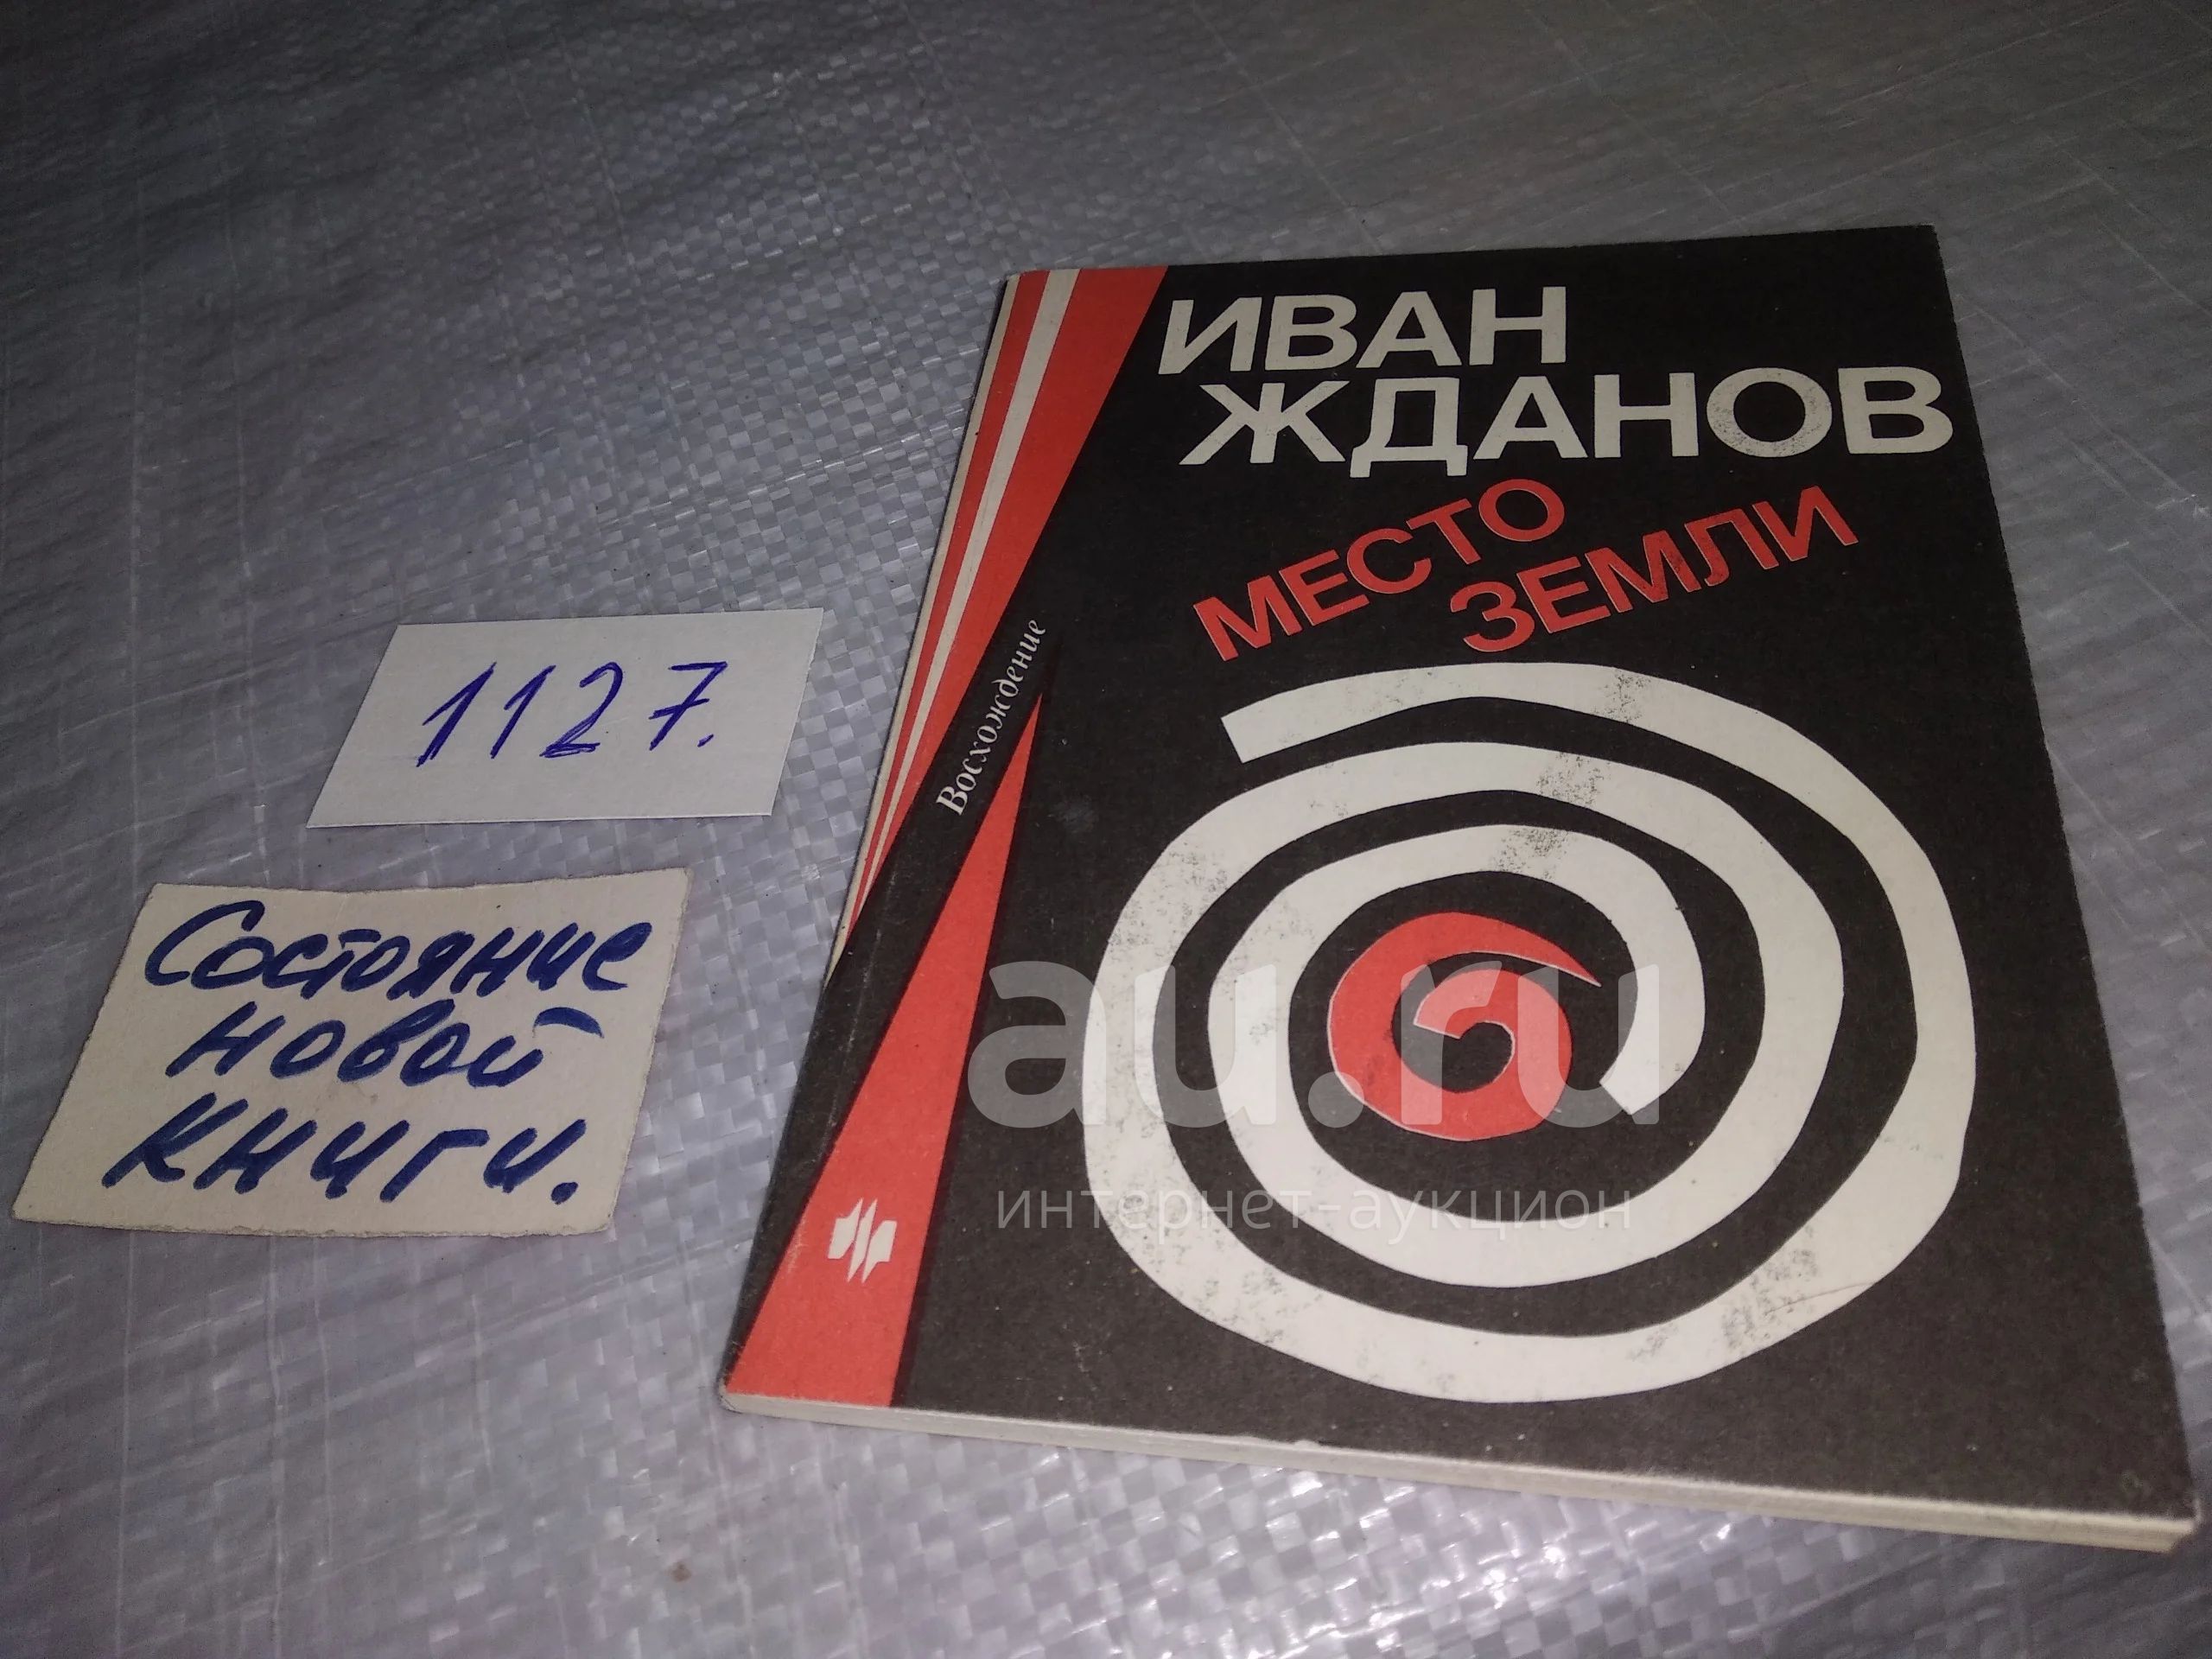 ИВАН
ЖДАНОВ
МЕСТО
ЗЕМЛИ
Восхождение
1127.
Состояние
новой
книги.
au.ru
интернет-аукцион